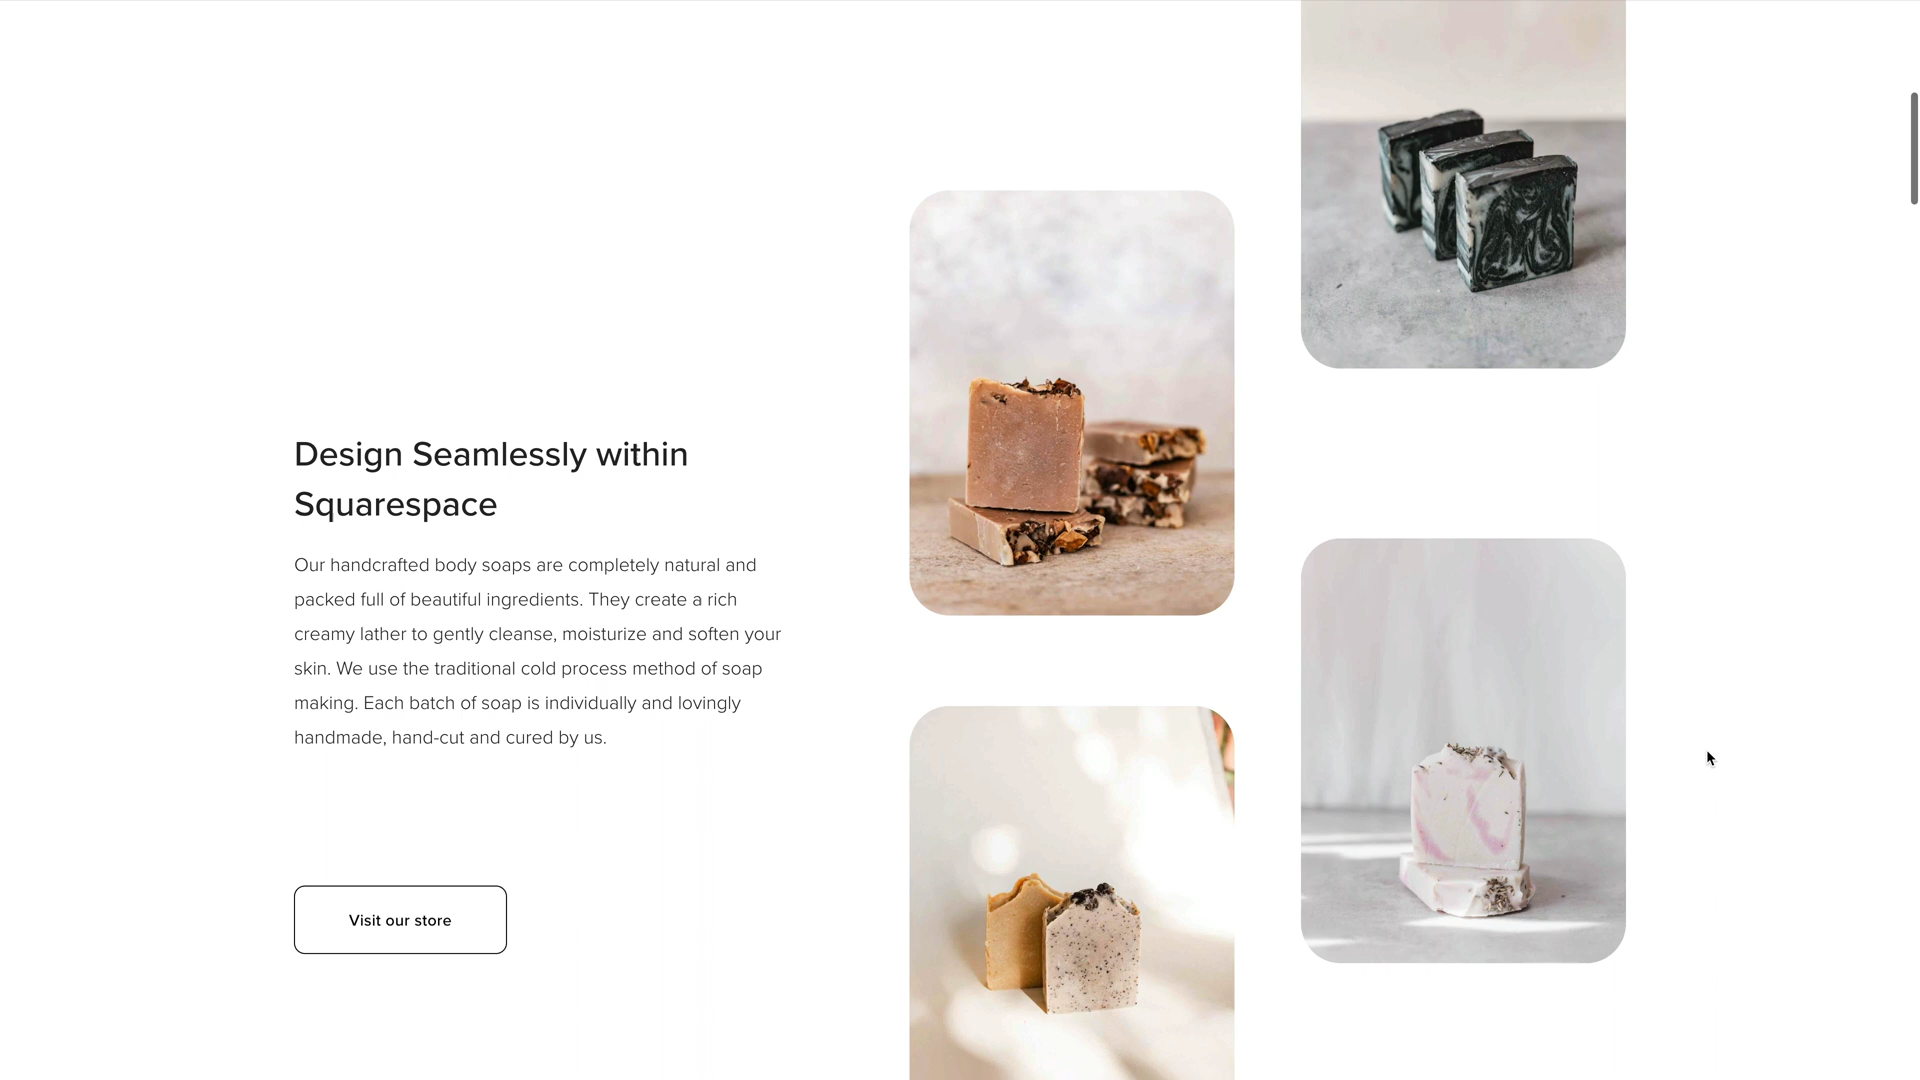 Design Seamlessly within
Squarespace
Our handcrafted body soaps are completely natural and
packed full of beautiful ingredients. They create a rich
creamy lather to gently cleanse, moisturize and soften your
skin. We use the traditional cold process method of soap
making. Each batch of soap is individually and lovingly
handmade, hand-cut and cured by us.
Visit our store